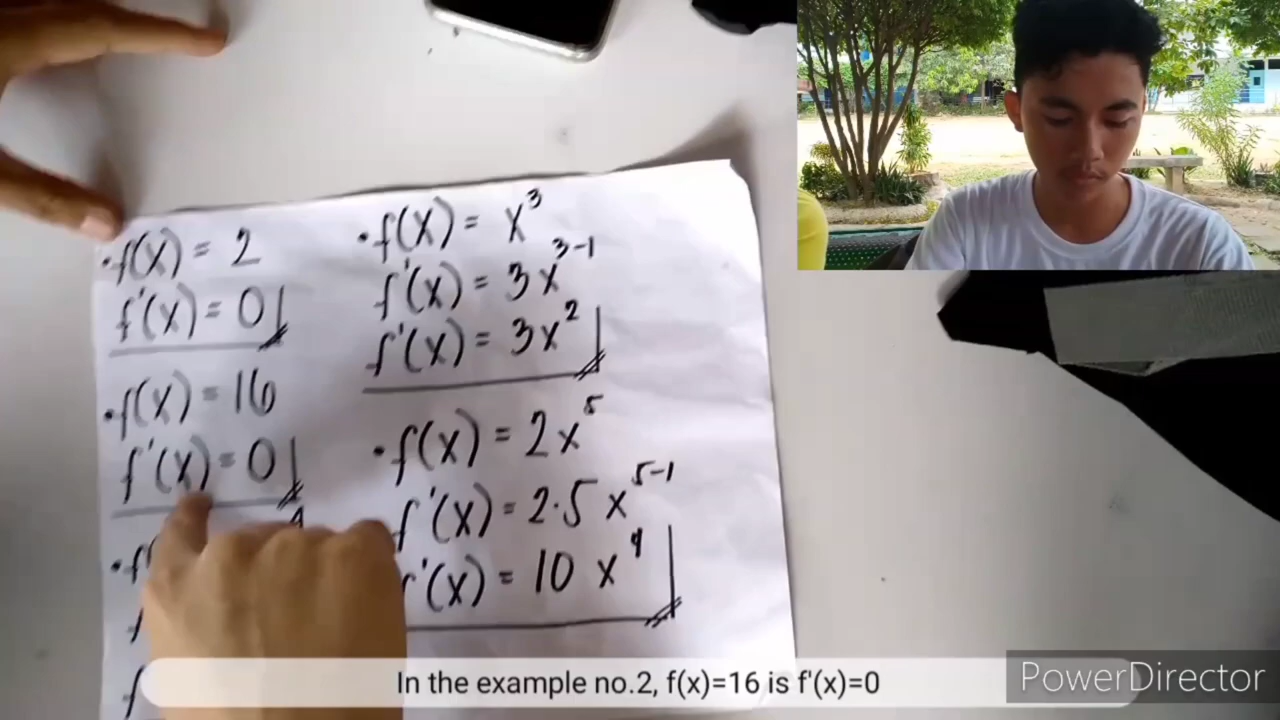 • f(x) = 2
f'(x) = 0
• f(x) = 16
f'(x) = 0
• f(x) = x³
f'(x) = 3x³⁻¹
f'(x) = 3x²
• f(x) = 2x⁵
f'(x) = 2·5x⁵⁻¹
f'(x) = 10x⁴
In the example no.2, f(x)=16 is f'(x)=0
PowerDirector